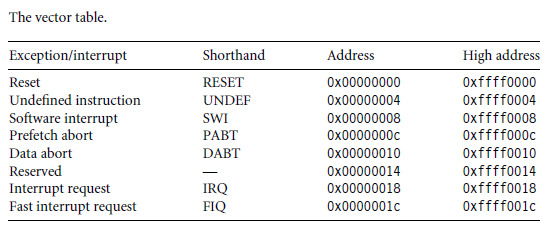 The vector table.
Exception/interrupt Shorthand Address High address
Reset RESET 0x00000000 0xffff0000
Undefined instruction UNDEF 0x00000004 0xffff0004
Software interrupt SWI 0x00000008 0xffff0008
Prefetch abort PABT 0x0000000c 0xffff000c
Data abort DABT 0x00000010 0xffff0010
Reserved — 0x00000014 0xffff0014
Interrupt request IRQ 0x00000018 0xffff0018
Fast interrupt request FIQ 0x0000001c 0xffff001c